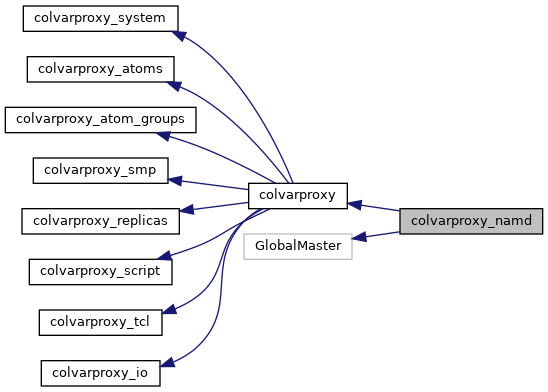 colvarproxy_system
colvarproxy_atoms
colvarproxy_atom_groups
colvarproxy_smp
colvarproxy
colvarproxy_replicas
colvarproxy_namd
GlobalMaster
colvarproxy_script
colvarproxy_tcl
colvarproxy_io